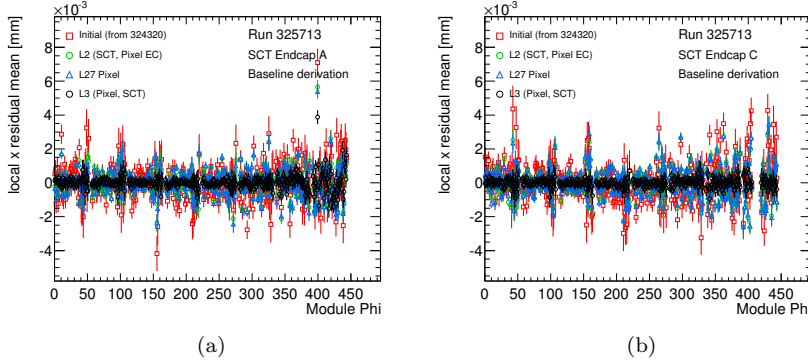 ×10⁻³
local x residual mean [mm]
8
6
4
2
0
-2
-4
Initial (from 324320)
L2 (SCT, Pixel EC)
L27 Pixel
L3 (Pixel, SCT)
Run 325713
SCT Endcap A
Baseline derivation
0 50 100 150 200 250 300 350 400 450
Module Phi
(a)
×10⁻³
local x residual mean [mm]
8
6
4
2
0
-2
-4
Initial (from 324320)
L2 (SCT, Pixel EC)
L27 Pixel
L3 (Pixel, SCT)
Run 325713
SCT Endcap C
Baseline derivation
0 50 100 150 200 250 300 350 400 450
Module Phi
(b)